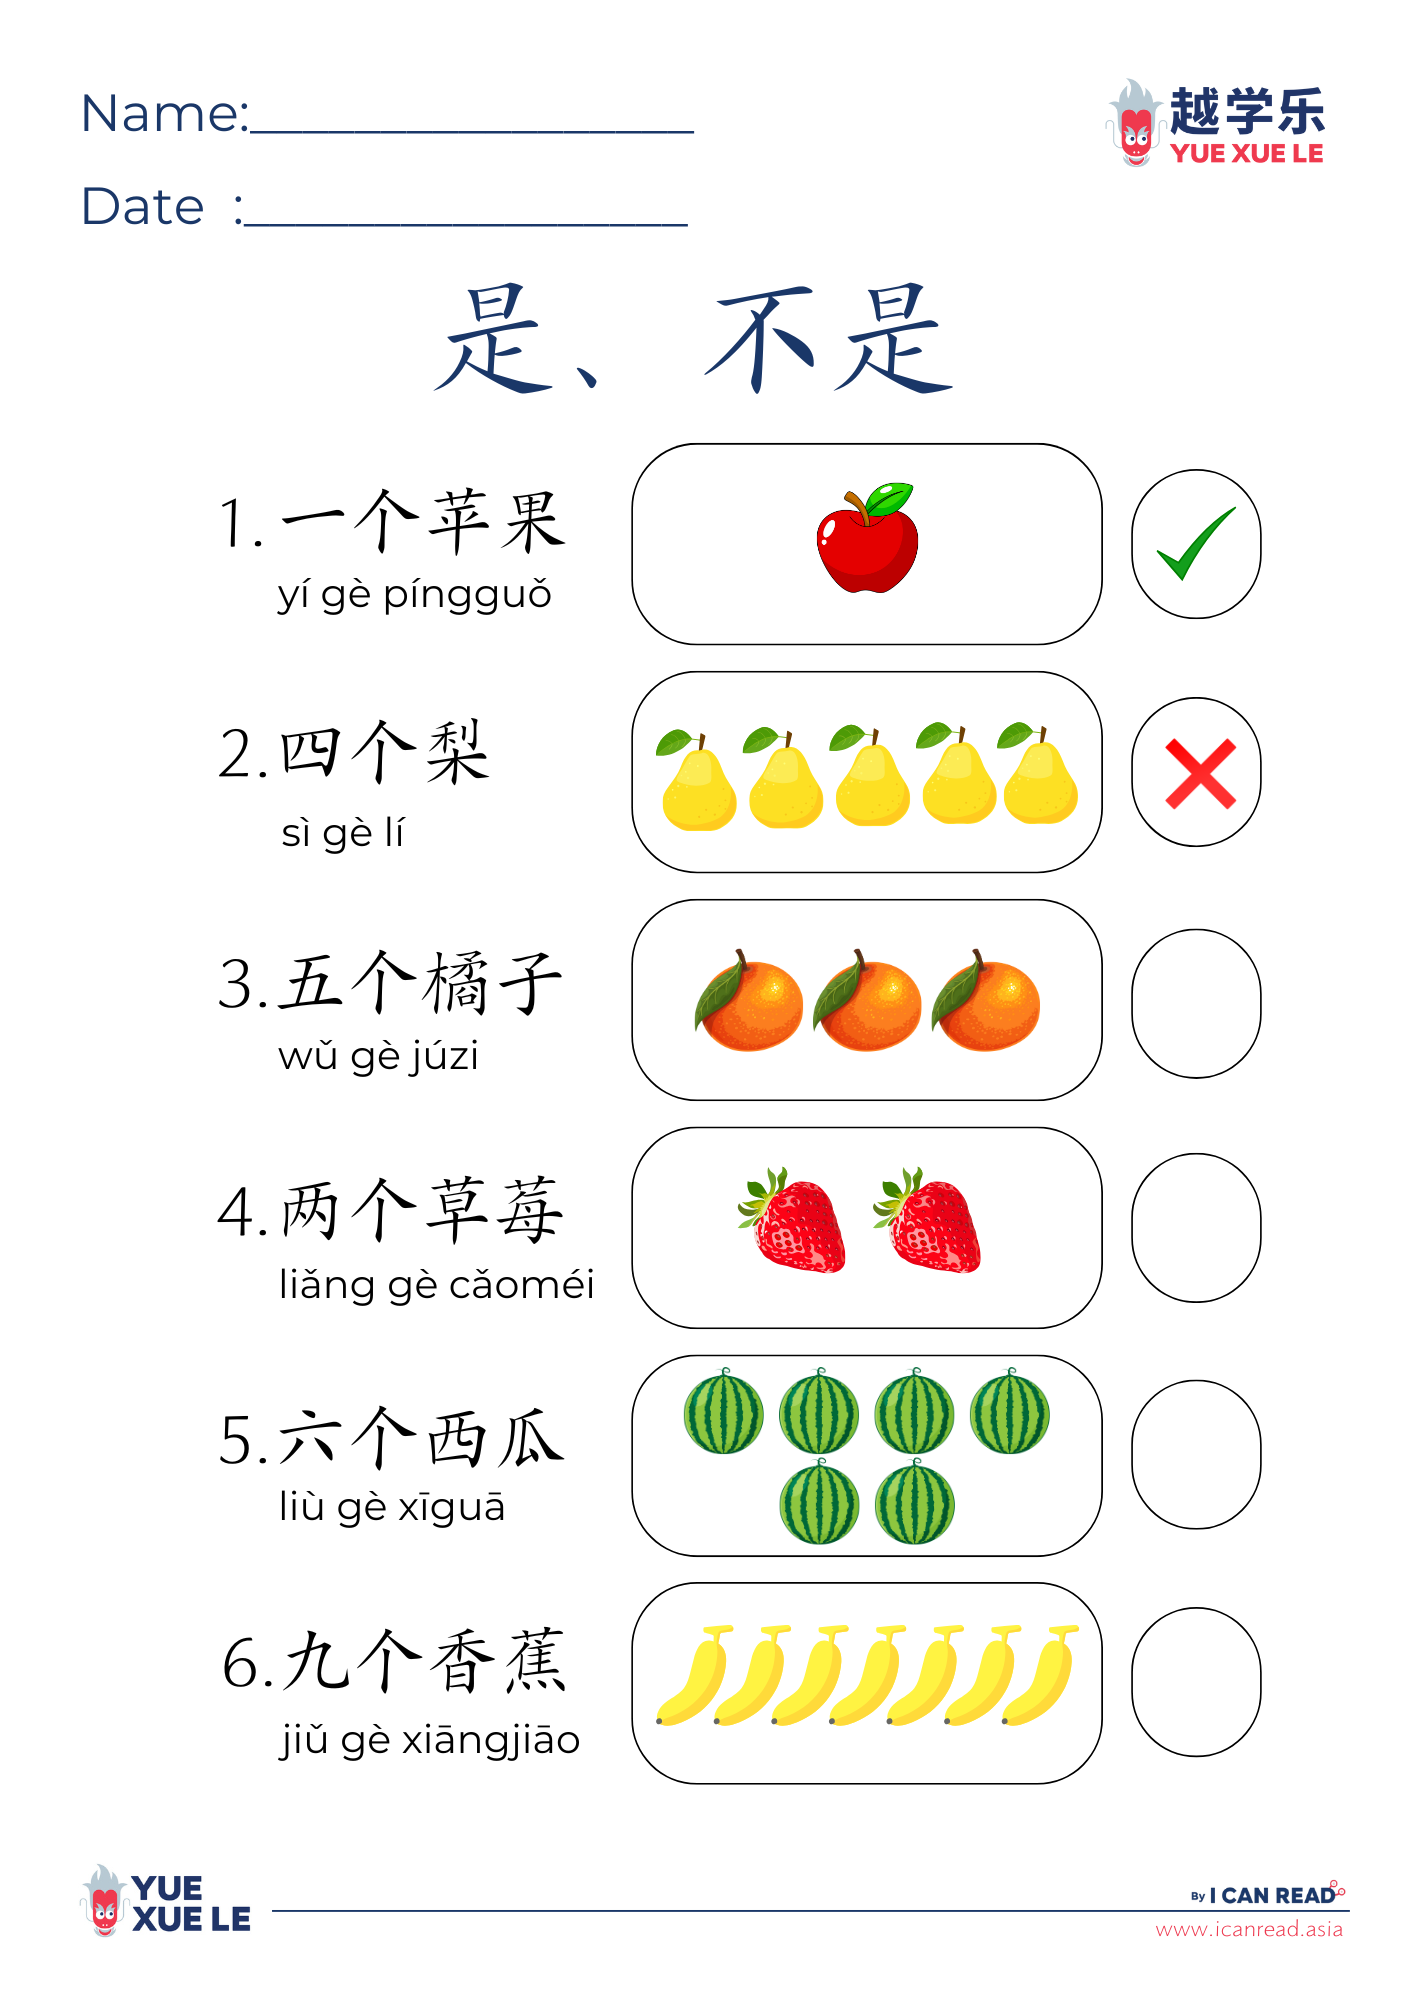 Name:_________________
越学乐
YUE XUE LE
Date :_________________
是、 不是
1.一个苹果
yí gè píngguǒ
2.四个梨
sì gè lí
3.五个橘子
wǔ gè júzi
4.两个草莓
liǎng gè cǎoméi
5.六个西瓜
liù gè xīguā
6.九个香蕉
jiǔ gè xiāngjiāo
YUE
XUE LE
By I CAN READ
www.icanread.asia